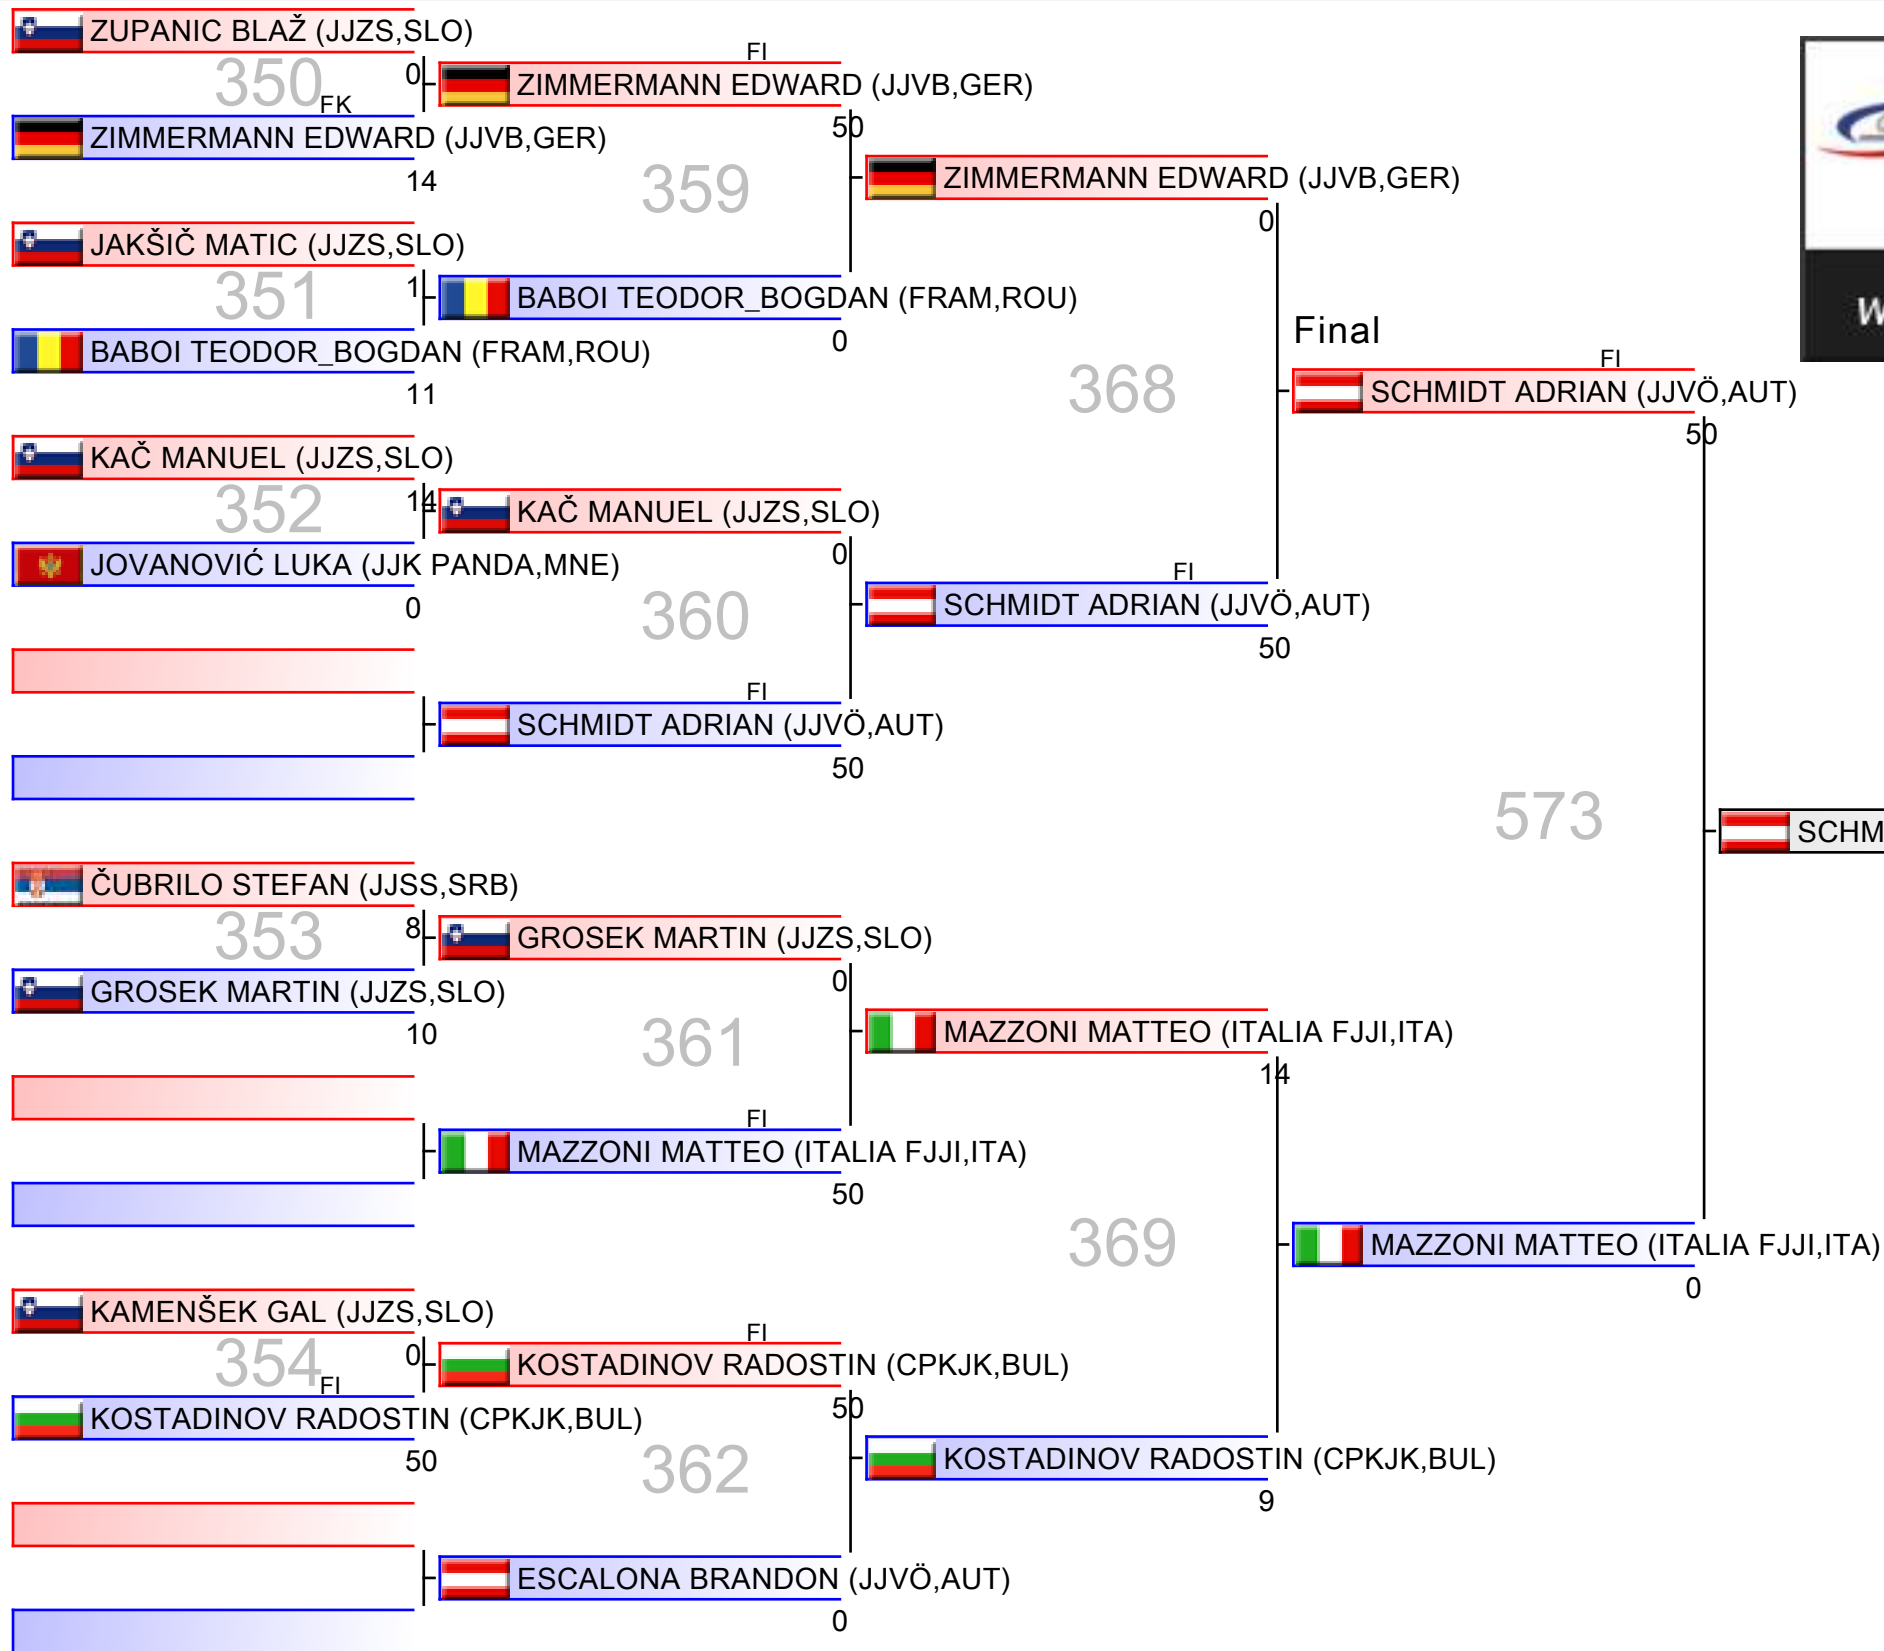 ZUPANIC BLAŽ (JJZS,SLO)
350
0
FK
ZIMMERMANN EDWARD (JJVB,GER)
14
JAKŠIČ MATIC (JJZS,SLO)
351
1
BABOI TEODOR_BOGDAN (FRAM,ROU)
11
KAČ MANUEL (JJZS,SLO)
352
14
JOVANOVIĆ LUKA (JJK PANDA,MNE)
0
ČUBRILO STEFAN (JJSS,SRB)
353
8
GROSEK MARTIN (JJZS,SLO)
10
KAMENŠEK GAL (JJZS,SLO)
354
0
FI
KOSTADINOV RADOSTIN (CPKJK,BUL)
50
FI
ZIMMERMANN EDWARD (JJVB,GER)
50
359
BABOI TEODOR_BOGDAN (FRAM,ROU)
0
KAČ MANUEL (JJZS,SLO)
0
360
FI
SCHMIDT ADRIAN (JJVÖ,AUT)
50
GROSEK MARTIN (JJZS,SLO)
0
361
FI
MAZZONI MATTEO (ITALIA FJJI,ITA)
50
FI
KOSTADINOV RADOSTIN (CPKJK,BUL)
50
362
ESCALONA BRANDON (JJVÖ,AUT)
0
ZIMMERMANN EDWARD (JJVB,GER)
0
368
FI
SCHMIDT ADRIAN (JJVÖ,AUT)
50
MAZZONI MATTEO (ITALIA FJJI,ITA)
14
369
KOSTADINOV RADOSTIN (CPKJK,BUL)
9
Final
FI
SCHMIDT ADRIAN (JJVÖ,AUT)
50
573
MAZZONI MATTEO (ITALIA FJJI,ITA)
0
SCHM
W